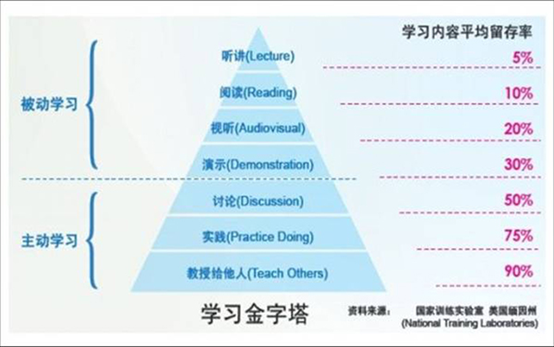 学习内容平均留存率
听讲(Lecture) 5%
阅读(Reading) 10%
被动学习
视听(Audiovisual) 20%
演示(Demonstration) 30%
讨论(Discussion) 50%
主动学习
实践(Practice Doing) 75%
教授给他人(Teach Others) 90%
学习金字塔
资料来源： 国家训练实验室 美国缅因州
(National Training Laboratories)